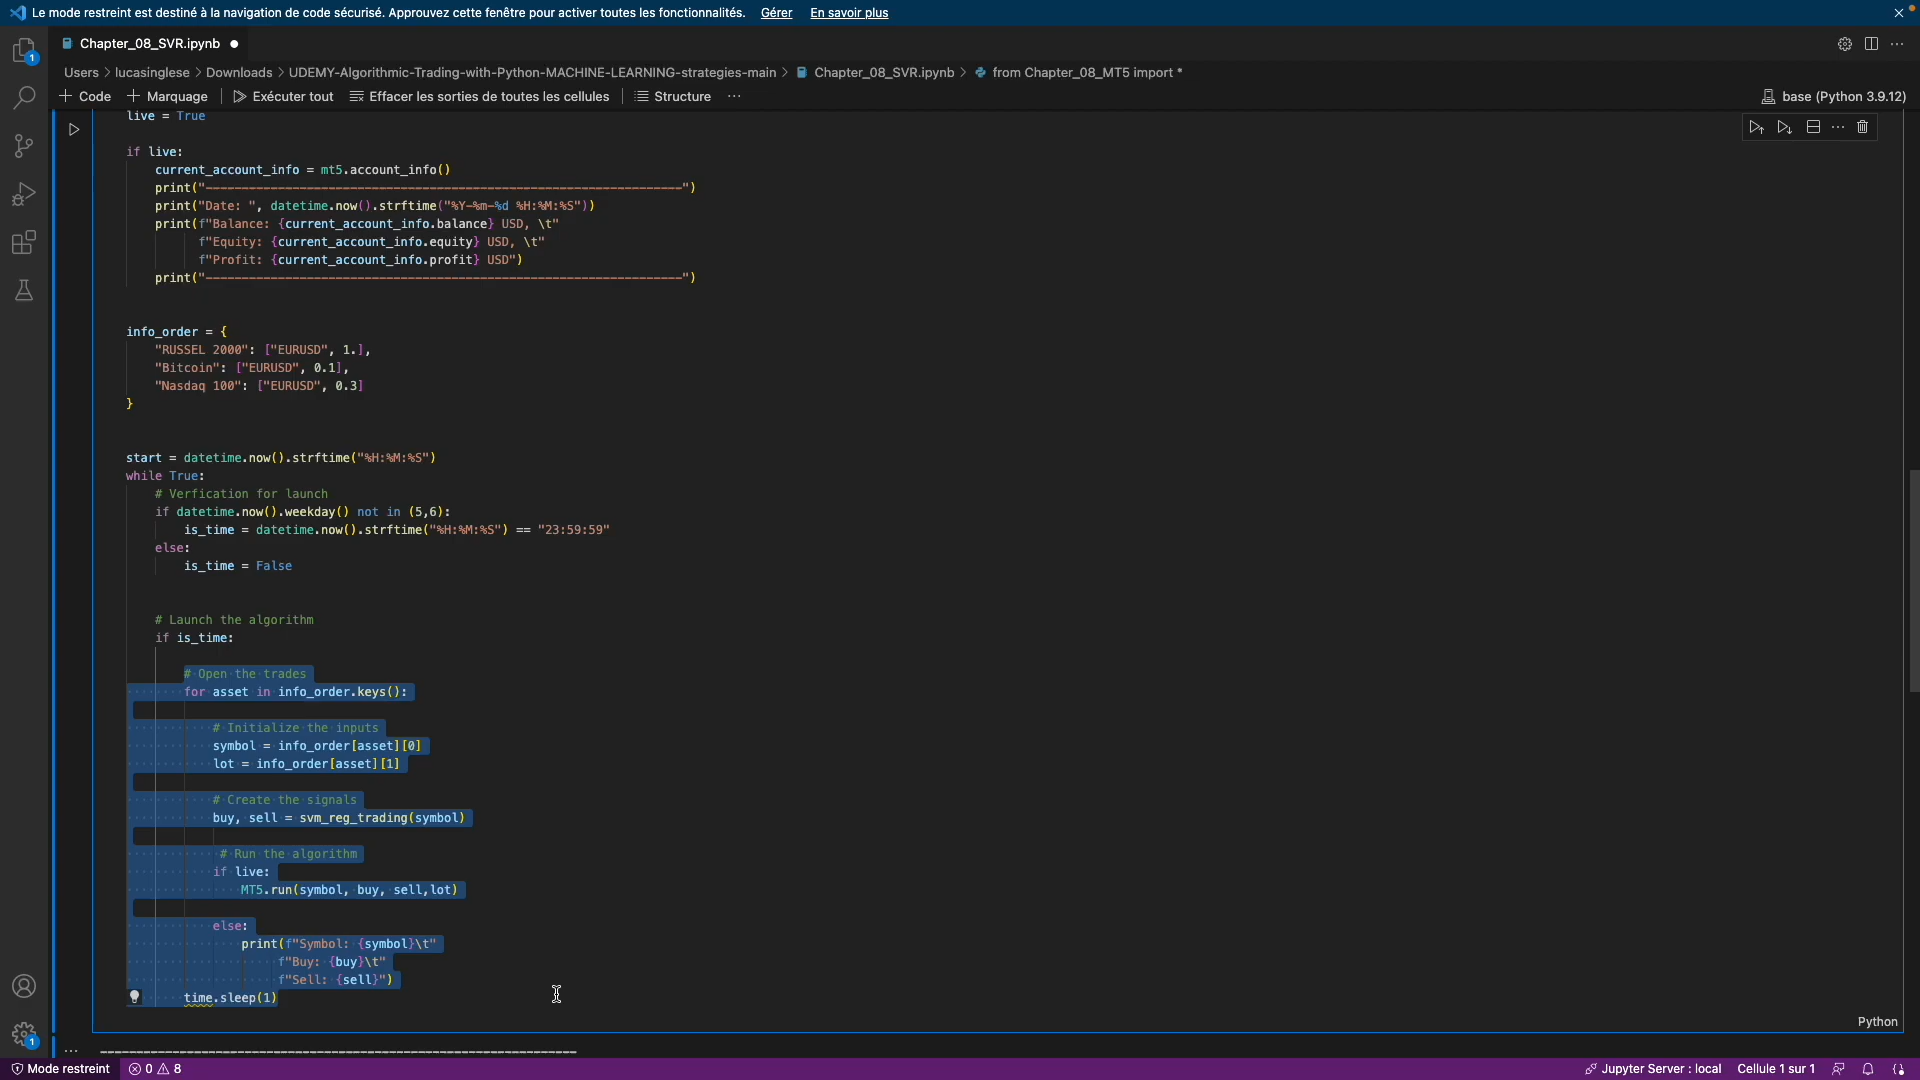 Le mode restreint est destiné à la navigation de code sécurisé. Approuvez cette fenêtre pour activer toutes les fonctionnalités. Gérer En savoir plus
Chapter_08_SVR.ipynb
Users > lucasinglese > Downloads > UDEMY-Algorithmic-Trading-with-Python-MACHINE-LEARNING-strategies-main > Chapter_08_SVR.ipynb > from Chapter_08_MT5 import *
+ Code + Marquage Exécuter tout Effacer les sorties de toutes les cellules Structure ... base (Python 3.9.12)
live = True
if live:
current_account_info = mt5.account_info()
print("------------------------------------------------------------------")
print("Date: ", datetime.now().strftime("%Y-%m-%d %H:%M:%S"))
print(f"Balance: {current_account_info.balance} USD, \t"
f"Equity: {current_account_info.equity} USD, \t"
f"Profit: {current_account_info.profit} USD")
print("------------------------------------------------------------------")
info_order = {
"RUSSEL 2000": ["EURUSD", 1.],
"Bitcoin": ["EURUSD", 0.1],
"Nasdaq 100": ["EURUSD", 0.3]
}
start = datetime.now().strftime("%H:%M:%S")
while True:
# Verfication for launch
if datetime.now().weekday() not in (5,6):
is_time = datetime.now().strftime("%H:%M:%S") == "23:59:59"
else:
is_time = False
# Launch the algorithm
if is_time:
# Open the trades
for asset in info_order.keys():
# Initialize the inputs
symbol = info_order[asset][0]
lot = info_order[asset][1]
# Create the signals
buy, sell = svm_reg_trading(symbol)
# Run the algorithm
if live:
MT5.run(symbol, buy, sell,lot)
else:
print(f"Symbol: {symbol}\t"
f"Buy: {buy}\t"
f"Sell: {sell}")
time.sleep(1)
Python
... ------------------------------------------------------------------
Mode restreint 0 8 Jupyter Server : local Cellule 1 sur 1